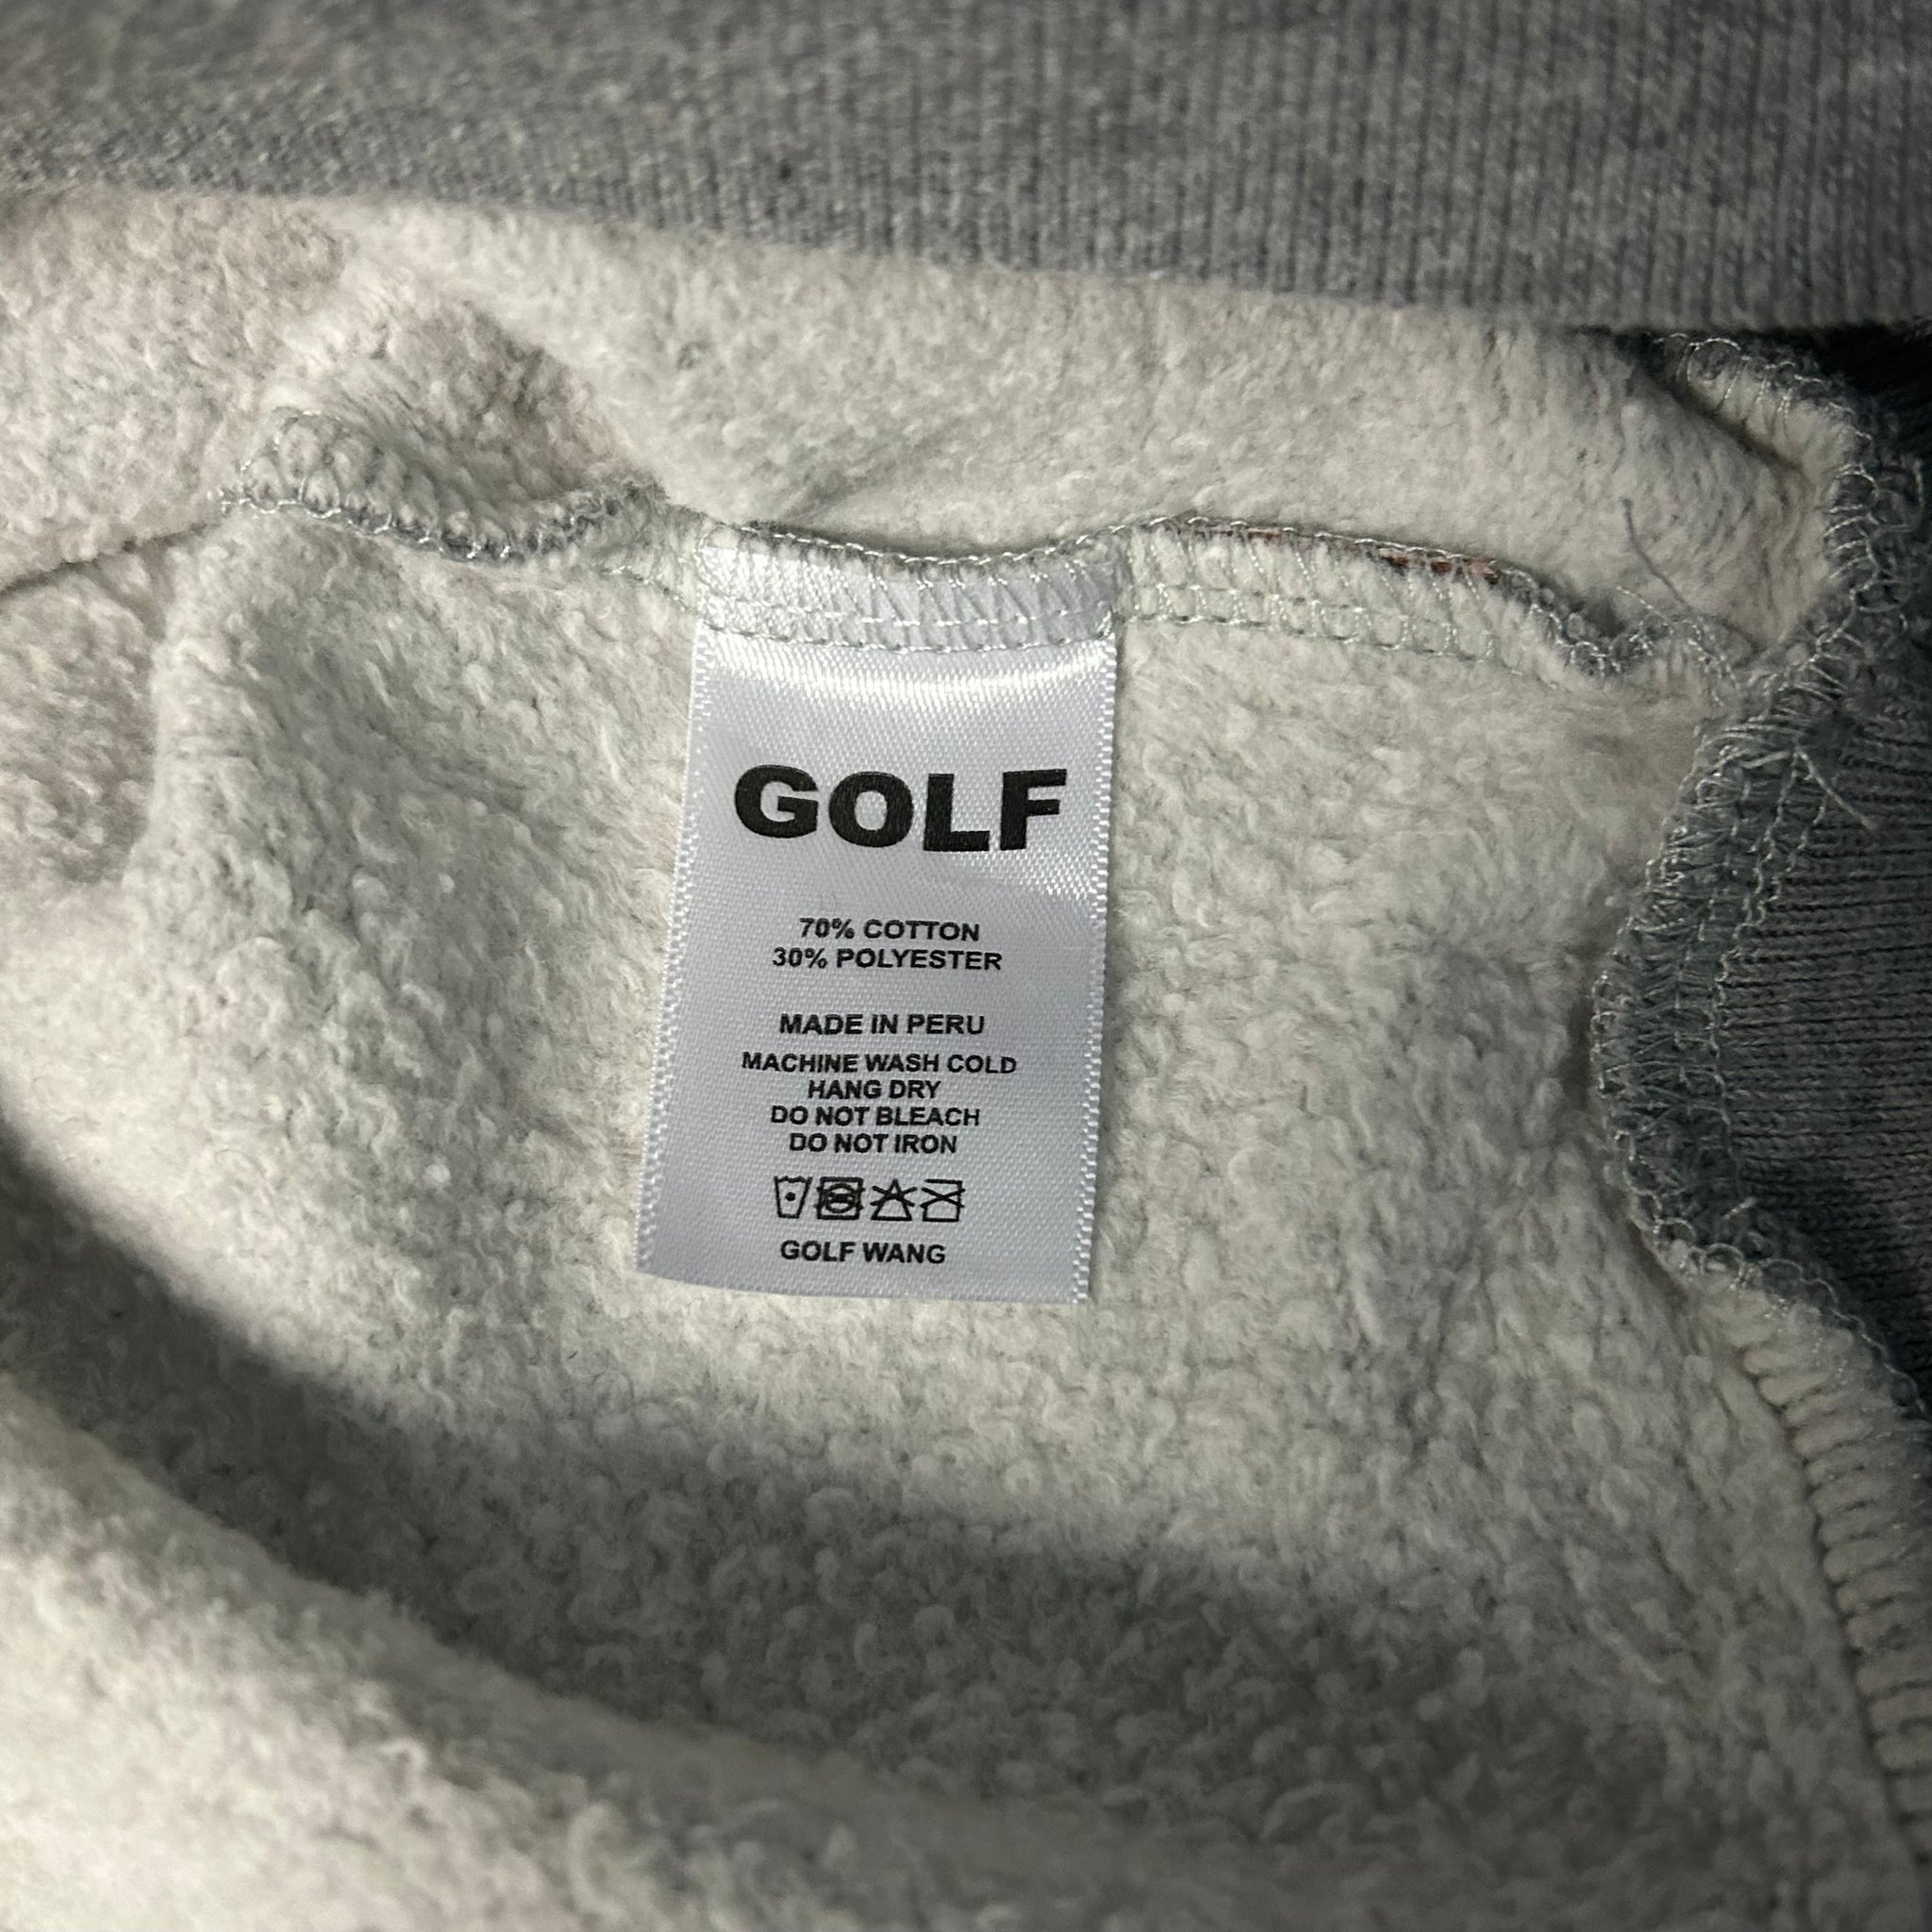 GOLF
70% COTTON
30% POLYESTER
MADE IN PERU
MACHINE WASH COLD
HANG DRY
DO NOT BLEACH
DO NOT IRON
GOLF WANG